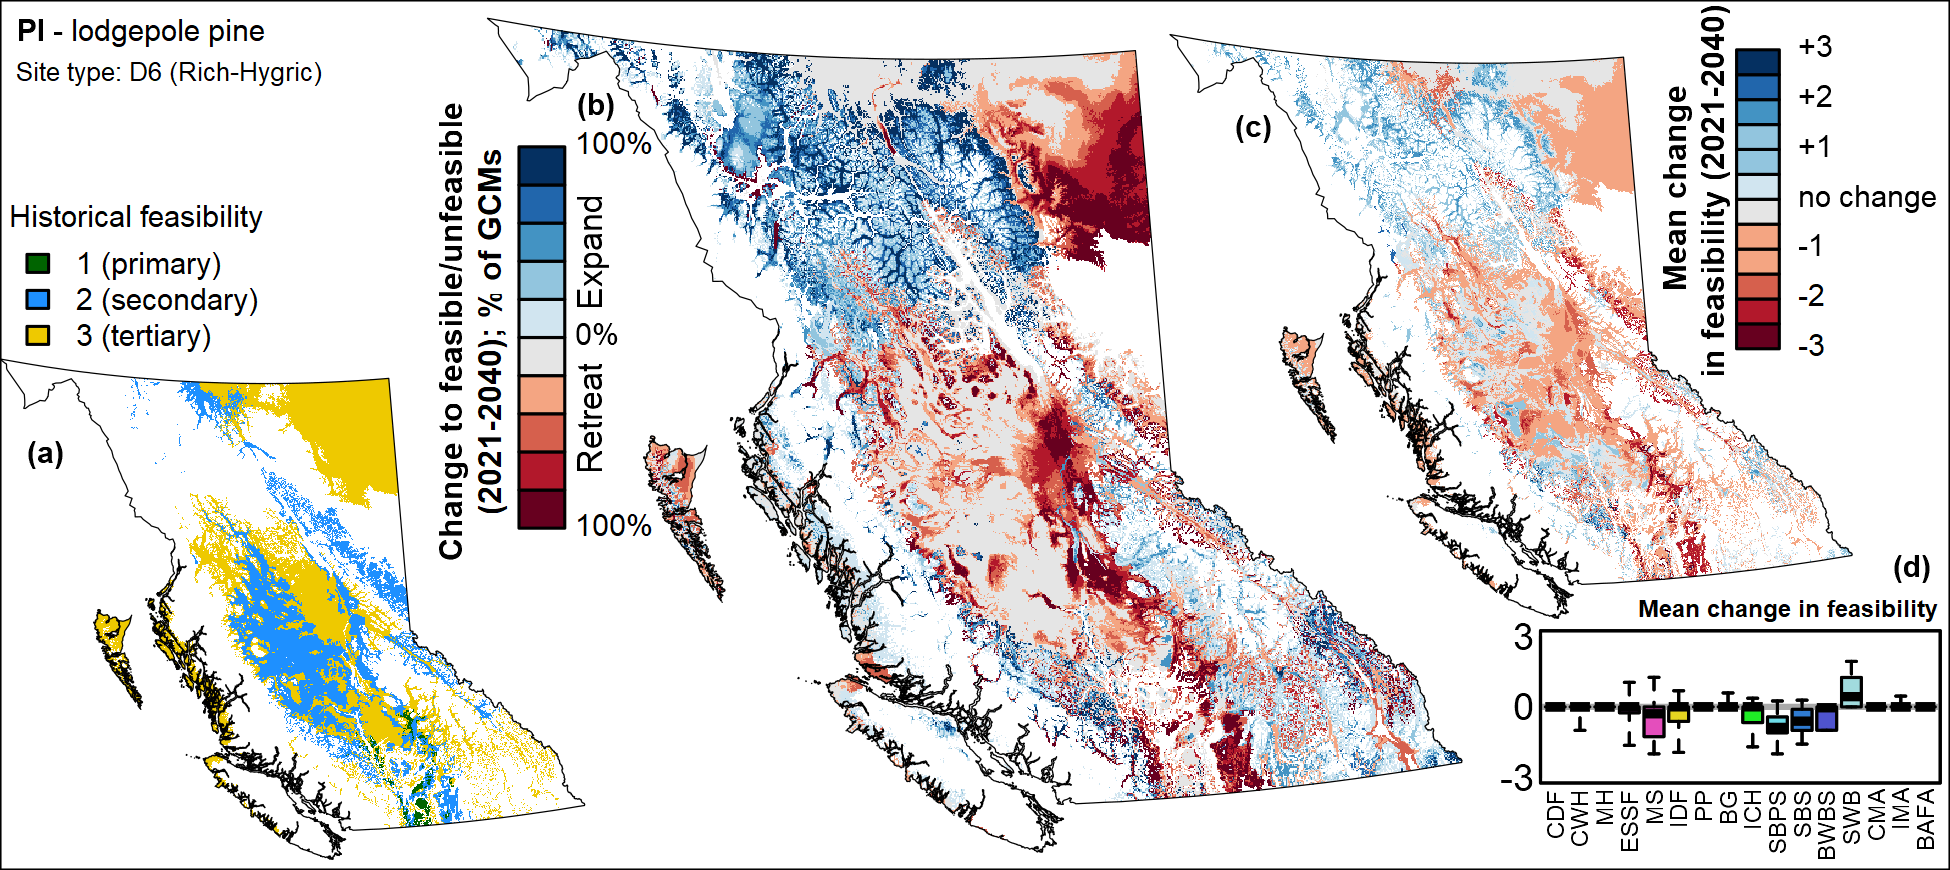 Pl - lodgepole pine
Site type: D6 (Rich-Hygric)
Historical feasibility
1 (primary)
2 (secondary)
3 (tertiary)
(a)
(b)
Change to feasible/unfeasible
(2021-2040); % of GCMs
100%
Expand
0%
Retreat
100%
(c)
Mean change
in feasibility (2021-2040)
+3
+2
+1
no change
-1
-2
-3
(d)
Mean change in feasibility
3
0
-3
CDF
CWH
MH
ESSF
MS
IDF
PP
BG
ICH
SBPS
SBS
BWBS
SWB
CMA
IMA
BAFA